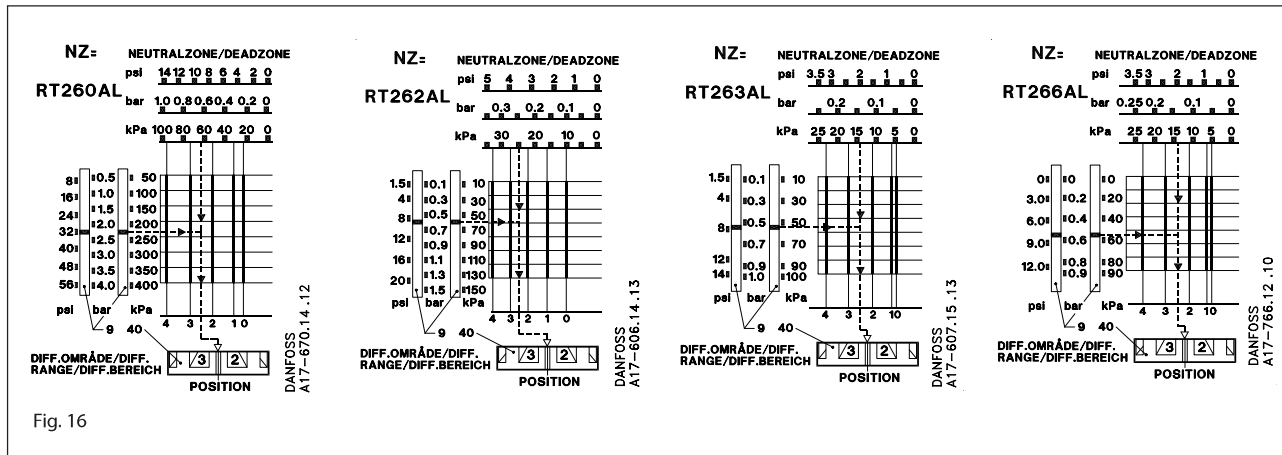 NZ= NEUTRALZONE/DEADZONE
psi 14 12 10 8 6 4 2 0
RT260AL
bar 1.0 0.8 0.6 0.4 0.2 0
kPa 100 80 60 40 20 0
8 0.5 50
16 1.0 100
1.5 150
24 2.0 200
32 2.5 250
40 3.0 300
48 3.5 350
56 4.0 400
psi bar kPa 4 3 2 1 0
9 40
DIFF.OMRÅDE/DIFF. 3 2
RANGE/DIFF.BEREICH
POSITION
DANFOSS
A17-670.14.12
NZ= NEUTRALZONE/DEADZONE
psi 5 4 3 2 1 0
RT262AL
bar 0.3 0.2 0.1 0
kPa 30 20 10 0
1.5 0.1 10
4 0.3 30
8 0.5 50
0.7 70
12 0.9 90
16 1.1 110
20 1.3 130
1.5 150
psi bar kPa 4 3 2 1 0
9 40
DIFF.OMRÅDE/DIFF. 3 2
RANGE/DIFF.BEREICH
POSITION
DANFOSS
A17-606.14.13
NZ= NEUTRALZONE/DEADZONE
psi 3.5 3 2 1 0
RT263AL
bar 0.2 0.1 0
kPa 25 20 15 10 5 0
1.5 0.1 10
4 0.3 30
8 0.5 50
0.7 70
12 0.9 90
14 1.0 100
psi bar kPa 4 3 2 1 0
9 40
DIFF.OMRÅDE/DIFF. 3 2
RANGE/DIFF.BEREICH
POSITION
DANFOSS
A17-607.15.13
NZ= NEUTRALZONE/DEADZONE
psi 3.5 3 2 1 0
RT266AL
bar 0.25 0.2 0.1 0
kPa 25 20 15 10 5 0
0 0 0
3.0 0.2 20
6.0 0.4 40
9.0 0.6 60
12.0 0.8 80
0.9 90
psi bar kPa 4 3 2 1 0
9 40
DIFF.OMRÅDE/DIFF. 3 2
RANGE/DIFF.BEREICH
POSITION
DANFOSS
A17-766.12.10
Fig. 16